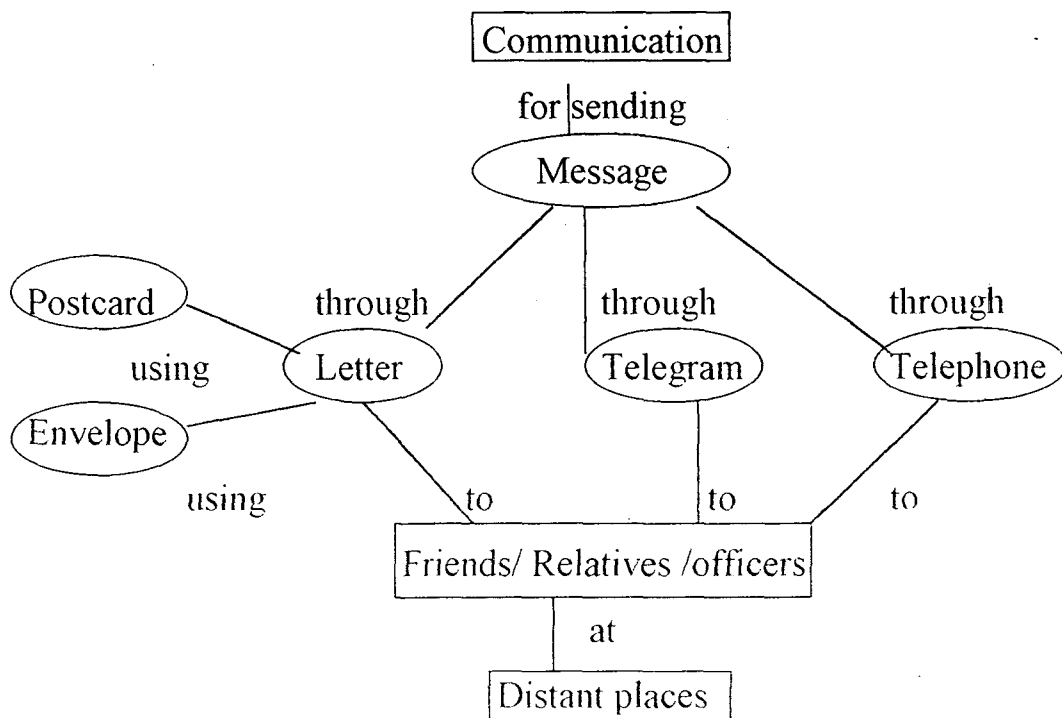 Communication
for sending
Message
Postcard through through through
using Letter Telegram Telephone
Envelope
using to to to
Friends/ Relatives /officers
at
Distant places